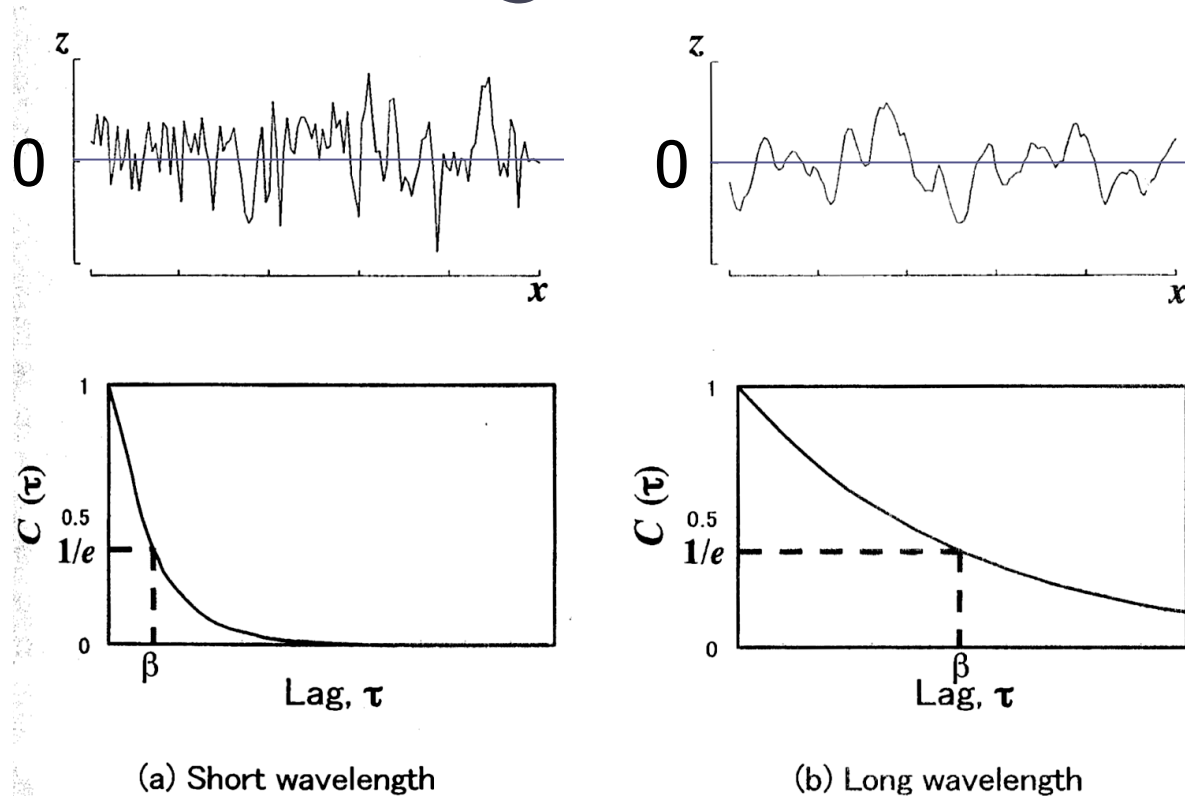 z
0
x
z
0
x
1
C (τ)
0.5
1/e
0
β
Lag, τ
1
C (τ)
0.5
1/e
0
β
Lag, τ
(a) Short wavelength
(b) Long wavelength